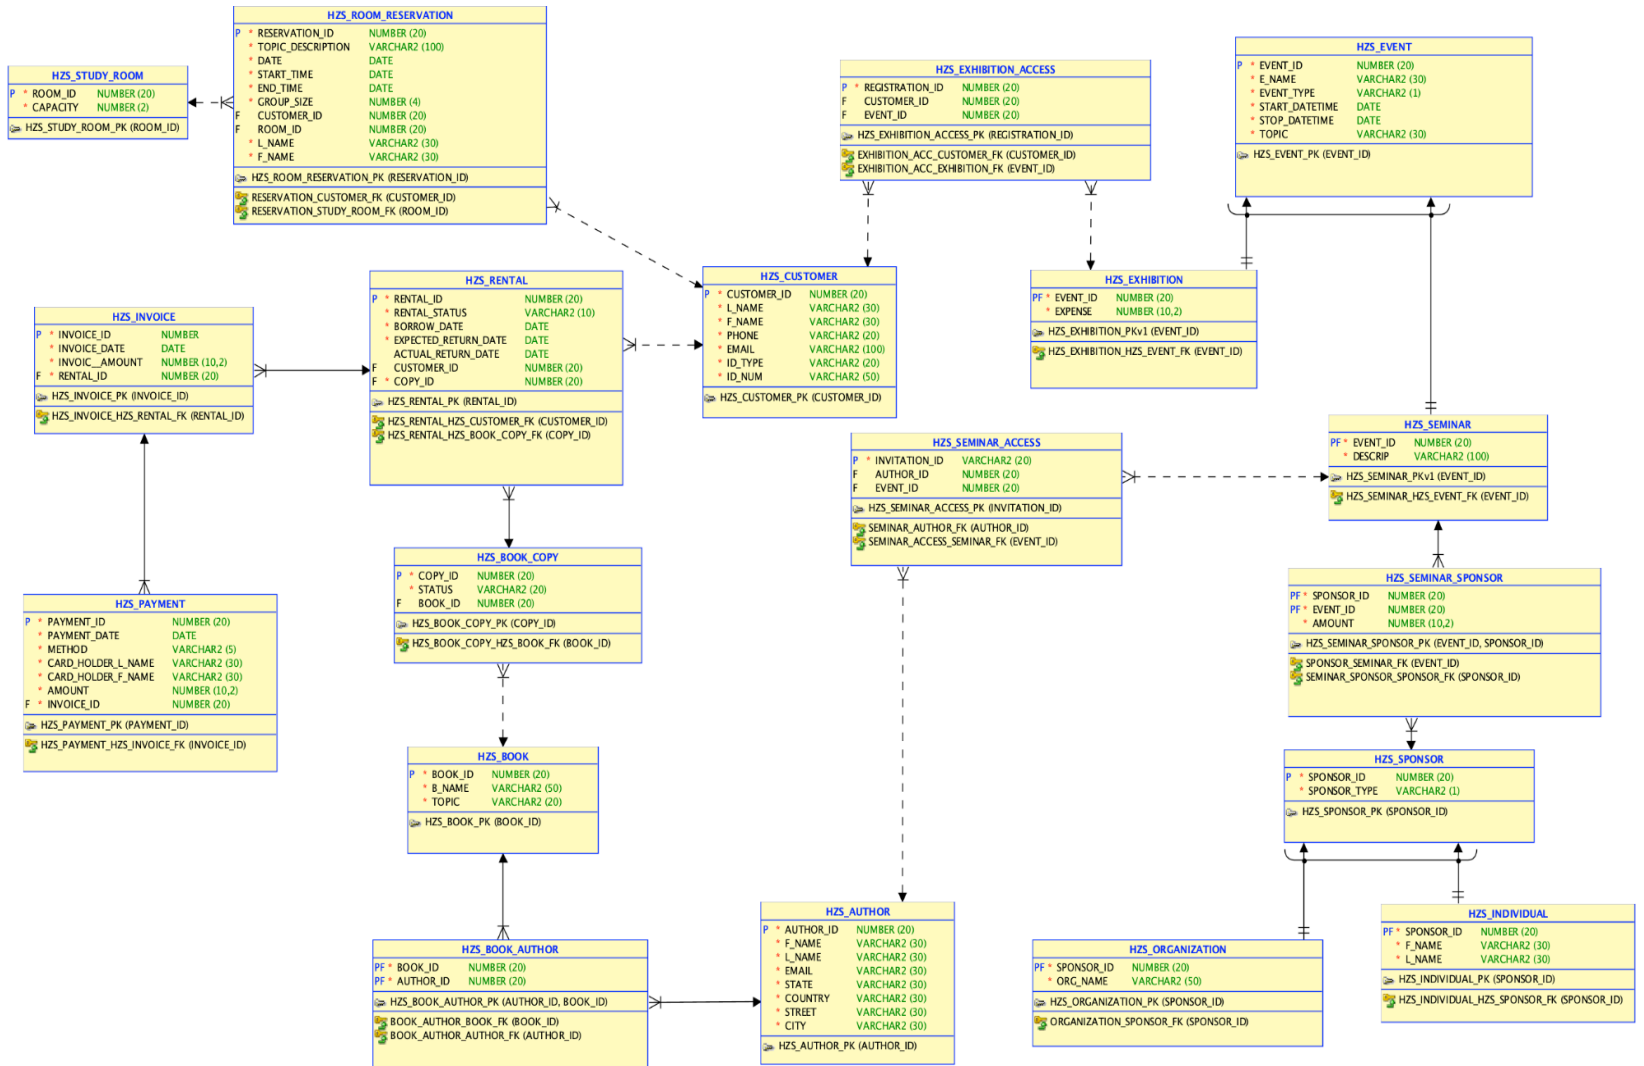 HZS_ROOM_RESERVATION
P * RESERVATION_ID NUMBER (20)
* TOPIC_DESCRIPTION VARCHAR2 (100)
* DATE DATE
* START_TIME DATE
* END_TIME DATE
* GROUP_SIZE NUMBER (4)
F CUSTOMER_ID NUMBER (20)
F ROOM_ID NUMBER (20)
* L_NAME VARCHAR2 (30)
* F_NAME VARCHAR2 (30)
HZS_ROOM_RESERVATION_PK (RESERVATION_ID)
RESERVATION_CUSTOMER_FK (CUSTOMER_ID)
RESERVATION_STUDY_ROOM_FK (ROOM_ID)
HZS_STUDY_ROOM
P * ROOM_ID NUMBER (20)
* CAPACITY NUMBER (2)
HZS_STUDY_ROOM_PK (ROOM_ID)
HZS_EXHIBITION_ACCESS
P * REGISTRATION_ID NUMBER (20)
F CUSTOMER_ID NUMBER (20)
F EVENT_ID NUMBER (20)
HZS_EXHIBITION_ACCESS_PK (REGISTRATION_ID)
EXHIBITION_ACC_CUSTOMER_FK (CUSTOMER_ID)
EXHIBITION_ACC_EXHIBITION_FK (EVENT_ID)
HZS_EVENT
P * EVENT_ID NUMBER (20)
* E_NAME VARCHAR2 (30)
* EVENT_TYPE VARCHAR2 (1)
* START_DATETIME DATE
* STOP_DATETIME DATE
* TOPIC VARCHAR2 (30)
HZS_EVENT_PK (EVENT_ID)
HZS_INVOICE
P * INVOICE_ID NUMBER
* INVOICE_DATE DATE
* INVOIC__AMOUNT NUMBER (10,2)
F * RENTAL_ID NUMBER (20)
HZS_INVOICE_PK (INVOICE_ID)
HZS_INVOICE_HZS_RENTAL_FK (RENTAL_ID)
HZS_RENTAL
P * RENTAL_ID NUMBER (20)
* RENTAL_STATUS VARCHAR2 (10)
* BORROW_DATE DATE
* EXPECTED_RETURN_DATE DATE
ACTUAL_RETURN_DATE DATE
F CUSTOMER_ID NUMBER (20)
F * COPY_ID NUMBER (20)
HZS_RENTAL_PK (RENTAL_ID)
HZS_RENTAL_HZS_CUSTOMER_FK (CUSTOMER_ID)
HZS_RENTAL_HZS_BOOK_COPY_FK (COPY_ID)
HZS_CUSTOMER
P * CUSTOMER_ID NUMBER (20)
* L_NAME VARCHAR2 (30)
* F_NAME VARCHAR2 (30)
* PHONE VARCHAR2 (20)
* EMAIL VARCHAR2 (100)
* ID_TYPE VARCHAR2 (20)
* ID_NUM VARCHAR2 (50)
HZS_CUSTOMER_PK (CUSTOMER_ID)
HZS_EXHIBITION
PF * EVENT_ID NUMBER (20)
* EXPENSE NUMBER (10,2)
HZS_EXHIBITION_PKv1 (EVENT_ID)
HZS_EXHIBITION_HZS_EVENT_FK (EVENT_ID)
HZS_SEMINAR
PF * EVENT_ID NUMBER (20)
* DESCRIP VARCHAR2 (100)
HZS_SEMINAR_PKv1 (EVENT_ID)
HZS_SEMINAR_HZS_EVENT_FK (EVENT_ID)
HZS_SEMINAR_ACCESS
P * INVITATION_ID VARCHAR2 (20)
F AUTHOR_ID NUMBER (20)
F EVENT_ID NUMBER (20)
HZS_SEMINAR_ACCESS_PK (INVITATION_ID)
SEMINAR_AUTHOR_FK (AUTHOR_ID)
SEMINAR_ACCESS_SEMINAR_FK (EVENT_ID)
HZS_PAYMENT
P * PAYMENT_ID NUMBER (20)
* PAYMENT_DATE DATE
* METHOD VARCHAR2 (5)
* CARD_HOLDER_L_NAME VARCHAR2 (30)
* CARD_HOLDER_F_NAME VARCHAR2 (30)
* AMOUNT NUMBER (10,2)
F * INVOICE_ID NUMBER (20)
HZS_PAYMENT_PK (PAYMENT_ID)
HZS_PAYMENT_HZS_INVOICE_FK (INVOICE_ID)
HZS_BOOK_COPY
P * COPY_ID NUMBER (20)
* STATUS VARCHAR2 (20)
F BOOK_ID NUMBER (20)
HZS_BOOK_COPY_PK (COPY_ID)
HZS_BOOK_COPY_HZS_BOOK_FK (BOOK_ID)
HZS_SEMINAR_SPONSOR
PF * SPONSOR_ID NUMBER (20)
PF * EVENT_ID NUMBER (20)
* AMOUNT NUMBER (10,2)
HZS_SEMINAR_SPONSOR_PK (EVENT_ID, SPONSOR_ID)
SPONSOR_SEMINAR_FK (EVENT_ID)
SEMINAR_SPONSOR_SPONSOR_FK (SPONSOR_ID)
HZS_BOOK
P * BOOK_ID NUMBER (20)
* B_NAME VARCHAR2 (50)
* TOPIC VARCHAR2 (20)
HZS_BOOK_PK (BOOK_ID)
HZS_SPONSOR
P * SPONSOR_ID NUMBER (20)
* SPONSOR_TYPE VARCHAR2 (1)
HZS_SPONSOR_PK (SPONSOR_ID)
HZS_BOOK_AUTHOR
PF * BOOK_ID NUMBER (20)
PF * AUTHOR_ID NUMBER (20)
HZS_BOOK_AUTHOR_PK (AUTHOR_ID, BOOK_ID)
BOOK_AUTHOR_BOOK_FK (BOOK_ID)
BOOK_AUTHOR_AUTHOR_FK (AUTHOR_ID)
HZS_AUTHOR
P * AUTHOR_ID NUMBER (20)
* F_NAME VARCHAR2 (30)
* L_NAME VARCHAR2 (30)
* EMAIL VARCHAR2 (30)
* STATE VARCHAR2 (30)
* COUNTRY VARCHAR2 (30)
* STREET VARCHAR2 (30)
* CITY VARCHAR2 (30)
HZS_AUTHOR_PK (AUTHOR_ID)
HZS_ORGANIZATION
PF * SPONSOR_ID NUMBER (20)
* ORG_NAME VARCHAR2 (50)
HZS_ORGANIZATION_PK (SPONSOR_ID)
ORGANIZATION_SPONSOR_FK (SPONSOR_ID)
HZS_INDIVIDUAL
PF * SPONSOR_ID NUMBER (20)
* F_NAME VARCHAR2 (30)
* L_NAME VARCHAR2 (30)
HZS_INDIVIDUAL_PK (SPONSOR_ID)
HZS_INDIVIDUAL_HZS_SPONSOR_FK (SPONSOR_ID)